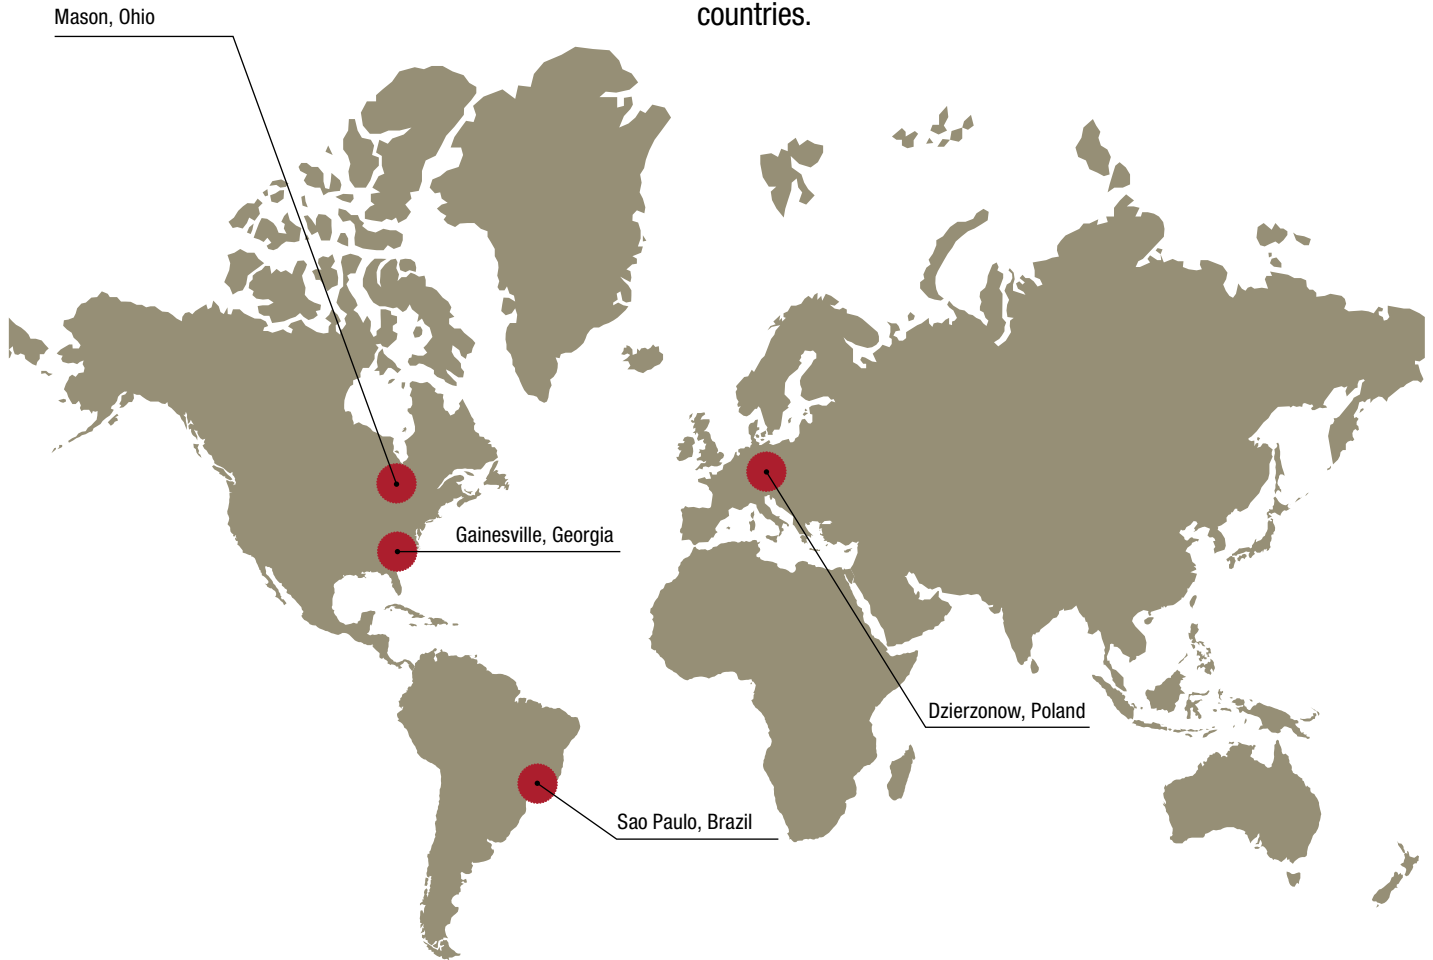 countries.
Mason, Ohio
Gainesville, Georgia
Dzierzonow, Poland
Sao Paulo, Brazil